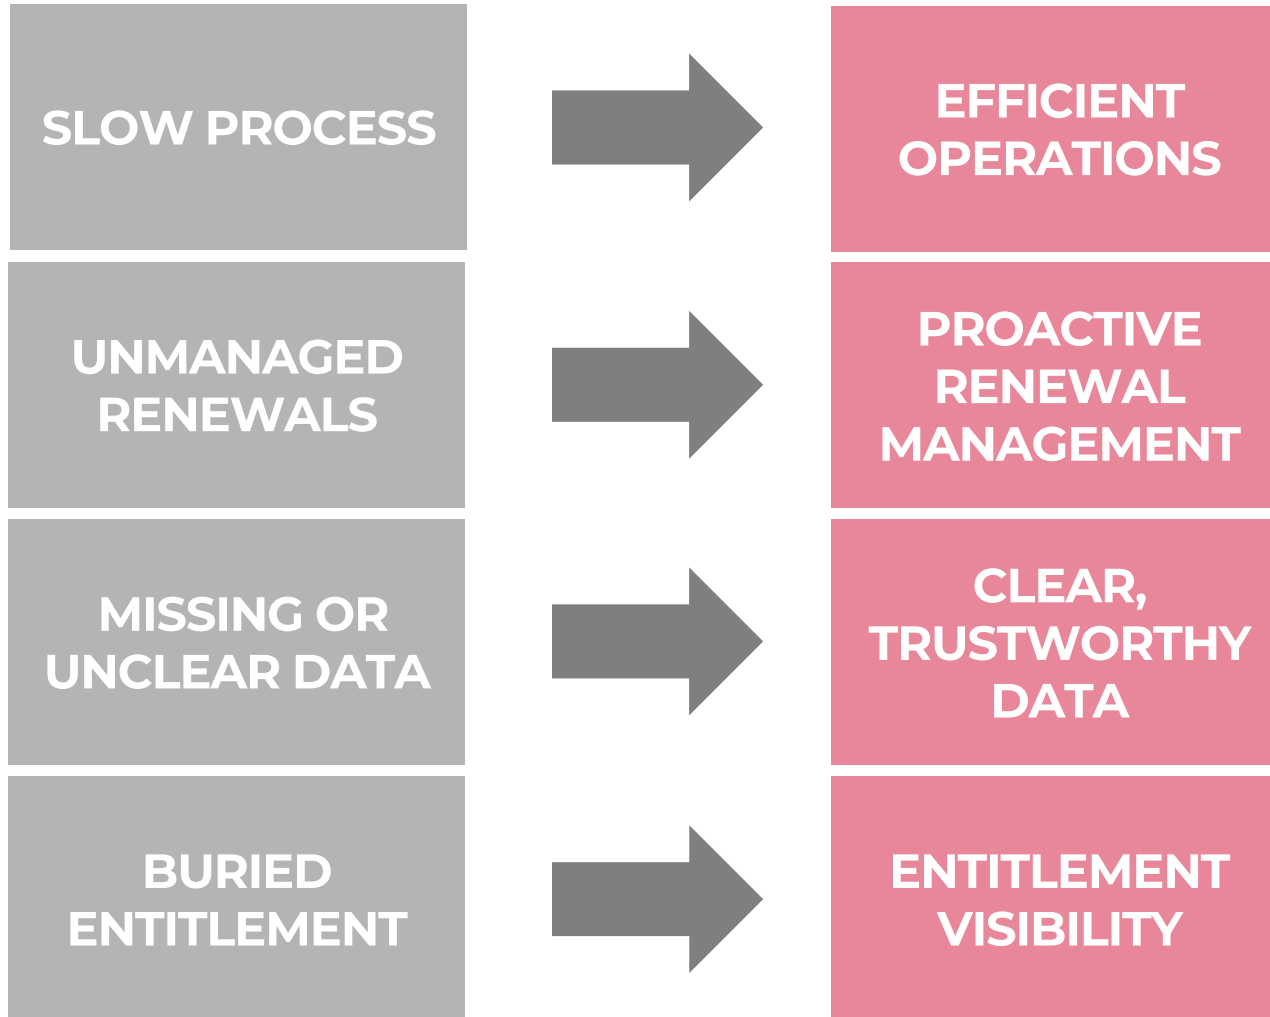 SLOW PROCESS
EFFICIENT
OPERATIONS
UNMANAGED
RENEWALS
PROACTIVE
RENEWAL
MANAGEMENT
MISSING OR
UNCLEAR DATA
CLEAR,
TRUSTWORTHY
DATA
BURIED
ENTITLEMENT
ENTITLEMENT
VISIBILITY